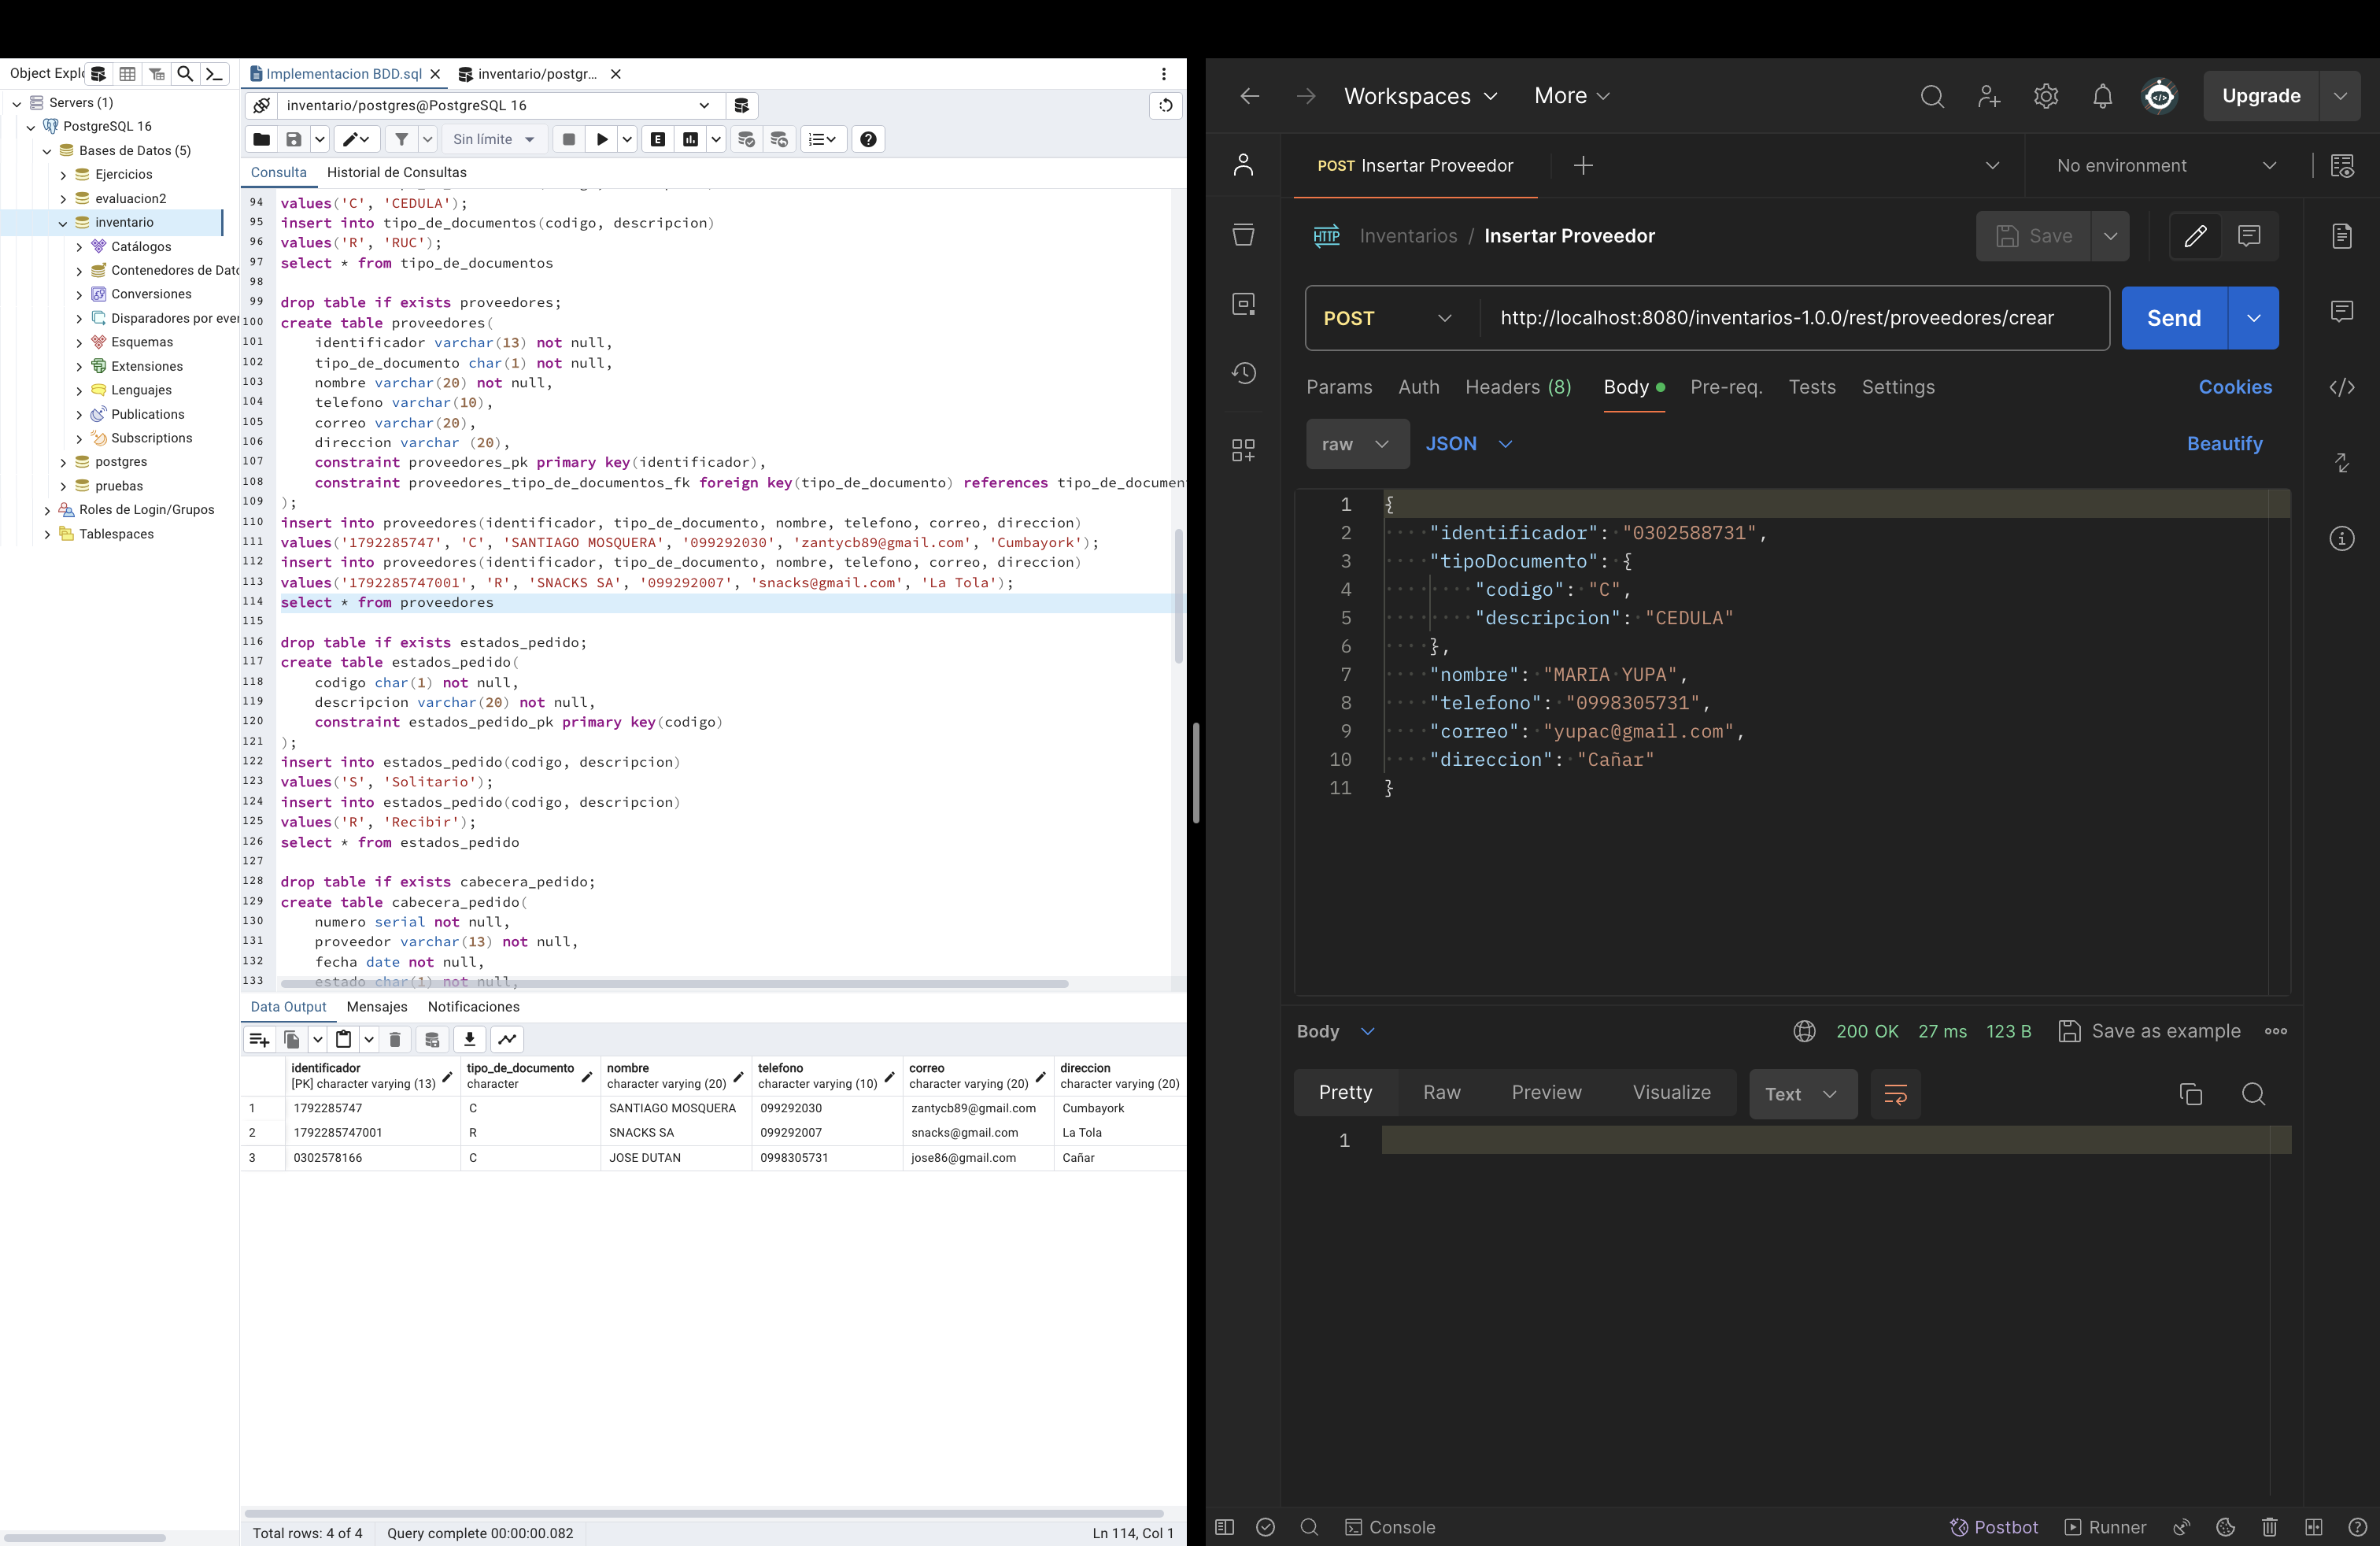 Object Explo
Servers (1)
PostgreSQL 16
Bases de Datos (5)
Ejercicios
evaluacion2
inventario
Catálogos
Contenedores de Dato
Conversiones
Disparadores por even
Esquemas
Extensiones
Lenguajes
Publications
Subscriptions
postgres
pruebas
Roles de Login/Grupos
Tablespaces
Implementacion BDD.sql
inventario/postgr...
inventario/postgres@PostgreSQL 16
Sin límite
E
Consulta Historial de Consultas
94 values('C', 'CEDULA');
95 insert into tipo_de_documentos(codigo, descripcion)
96 values('R', 'RUC');
97 select * from tipo_de_documentos
98
99 drop table if exists proveedores;
100 create table proveedores(
101 identificador varchar(13) not null,
102 tipo_de_documento char(1) not null,
103 nombre varchar(20) not null,
104 telefono varchar(10),
105 correo varchar(20),
106 direccion varchar (20),
107 constraint proveedores_pk primary key(identificador),
108 constraint proveedores_tipo_de_documentos_fk foreign key(tipo_de_documento) references tipo_de_documen
109 );
110 insert into proveedores(identificador, tipo_de_documento, nombre, telefono, correo, direccion)
111 values('1792285747', 'C', 'SANTIAGO MOSQUERA', '099292030', 'zantycb89@gmail.com', 'Cumbayork');
112 insert into proveedores(identificador, tipo_de_documento, nombre, telefono, correo, direccion)
113 values('1792285747001', 'R', 'SNACKS SA', '099292007', 'snacks@gmail.com', 'La Tola');
114 select * from proveedores
115
116 drop table if exists estados_pedido;
117 create table estados_pedido(
118 codigo char(1) not null,
119 descripcion varchar(20) not null,
120 constraint estados_pedido_pk primary key(codigo)
121 );
122 insert into estados_pedido(codigo, descripcion)
123 values('S', 'Solitario');
124 insert into estados_pedido(codigo, descripcion)
125 values('R', 'Recibir');
126 select * from estados_pedido
127
128 drop table if exists cabecera_pedido;
129 create table cabecera_pedido(
130 numero serial not null,
131 proveedor varchar(13) not null,
132 fecha date not null,
133 estado char(1) not null,
Data Output Mensajes Notificaciones
identificador tipo_de_documento nombre telefono correo direccion
[PK] character varying (13) character character varying (20) character varying (10) character varying (20) character varying (20)
1 1792285747 C SANTIAGO MOSQUERA 099292030 zantycb89@gmail.com Cumbayork
2 1792285747001 R SNACKS SA 099292007 snacks@gmail.com La Tola
3 0302578166 C JOSE DUTAN 0998305731 jose86@gmail.com Cañar
Total rows: 4 of 4 Query complete 00:00:00.082 Ln 114, Col 1
Workspaces More Upgrade
POST Insertar Proveedor No environment
HTTP Inventarios / Insertar Proveedor Save
POST http://localhost:8080/inventarios-1.0.0/rest/proveedores/crear Send
Params Auth Headers (8) Body Pre-req. Tests Settings Cookies
raw JSON Beautify
1 {
2 "identificador": "0302588731",
3 "tipoDocumento": {
4 "codigo": "C",
5 "descripcion": "CEDULA"
6 },
7 "nombre": "MARIA YUPA",
8 "telefono": "0998305731",
9 "correo": "yupac@gmail.com",
10 "direccion": "Cañar"
11 }
Body 200 OK 27 ms 123 B Save as example
Pretty Raw Preview Visualize Text
1
Console Postbot Runner